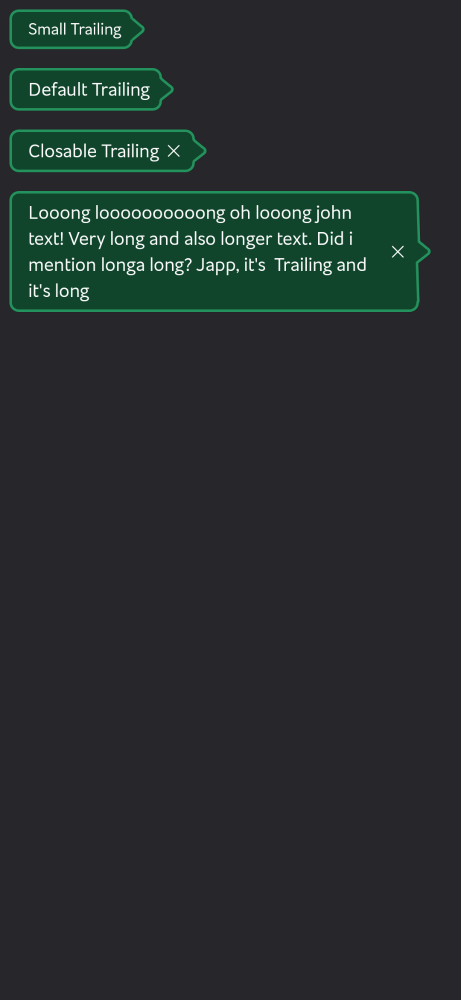 Small Trailing
Default Trailing
Closable Trailing
Looong looooooooooong oh looong john
text! Very long and also longer text. Did i
mention longa long? Japp, it's  Trailing and
it's long